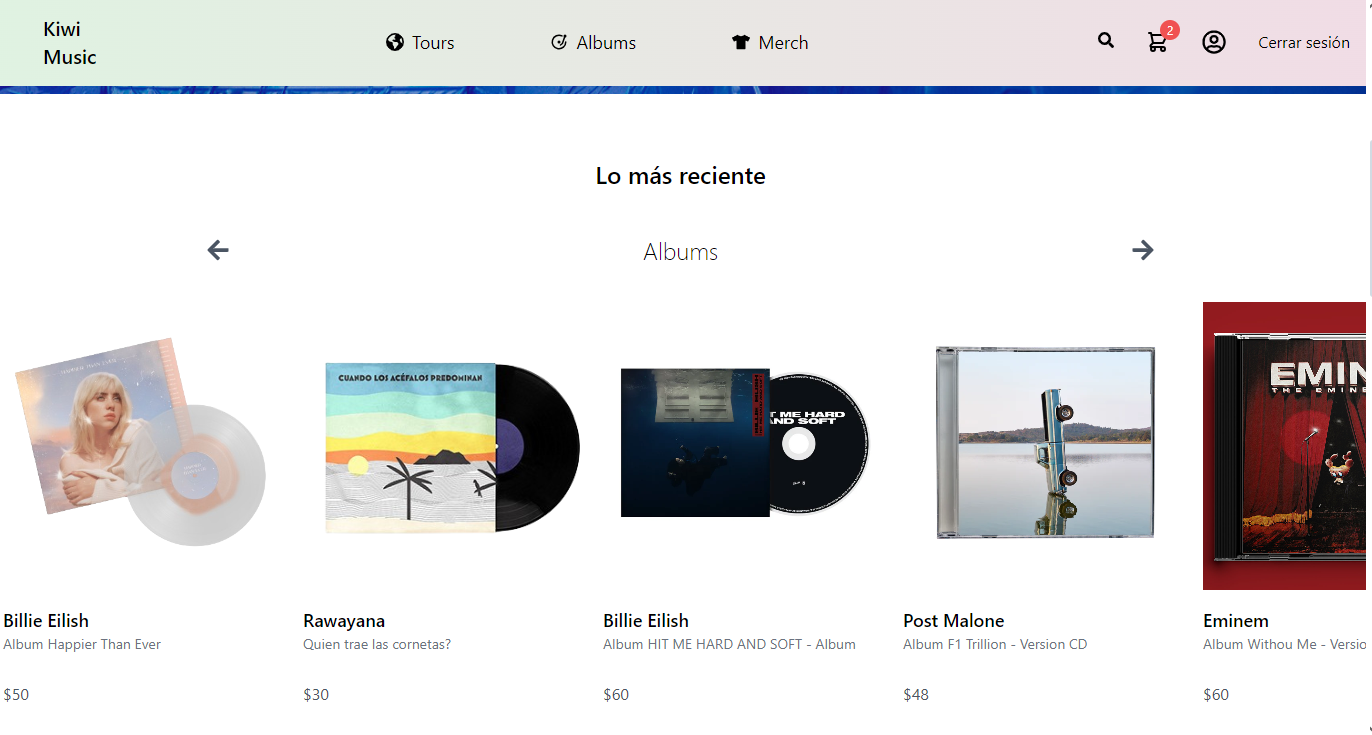 Kiwi
Music
Tours
Albums
Merch
2
Cerrar sesión
Lo más reciente
Albums
CUANDO LOS ACÉFALOS PREDOMINAN
HIT ME HARD
AND SOFT
EMIN
THE EMINE
Billie Eilish
Album Happier Than Ever
$50
Rawayana
Quien trae las cornetas?
$30
Billie Eilish
Album HIT ME HARD AND SOFT - Album
$60
Post Malone
Album F1 Trillion - Version CD
$48
Eminem
Album Withou Me - Versio
$60